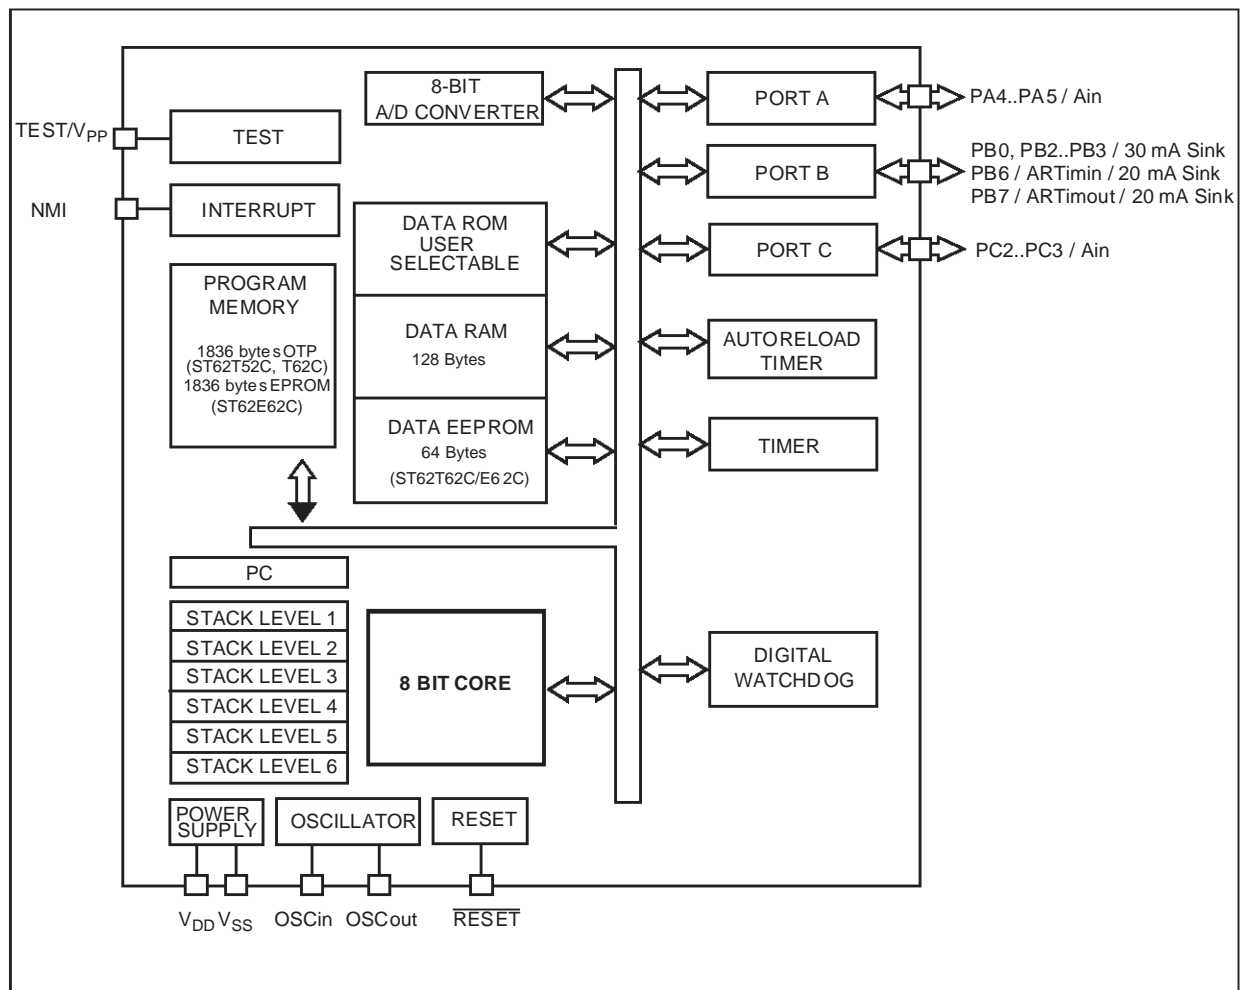 8-BIT
A/D CONVERTER
PORT A
PA4..PA5 / Ain
TEST/VPP
TEST
PORT B
PB0, PB2..PB3 / 30 mA Sink
PB6 / ARTimin / 20 mA Sink
PB7 / ARTimout / 20 mA Sink
NMI
INTERRUPT
DATA ROM
USER
SELECTABLE
PORT C
PC2..PC3 / Ain
PROGRAM
MEMORY
1836 bytes OTP
(ST62T52C, T62C)
1836 bytes EPROM
(ST62E62C)
DATA RAM
128 Bytes
AUTORELOAD
TIMER
DATA EEPROM
64 Bytes
(ST62T62C/E62C)
TIMER
PC
STACK LEVEL 1
STACK LEVEL 2
STACK LEVEL 3
STACK LEVEL 4
STACK LEVEL 5
STACK LEVEL 6
8 BIT CORE
DIGITAL
WATCHDOG
POWER
SUPPLY
OSCILLATOR
RESET
VDD VSS
OSCin
OSCout
RESET